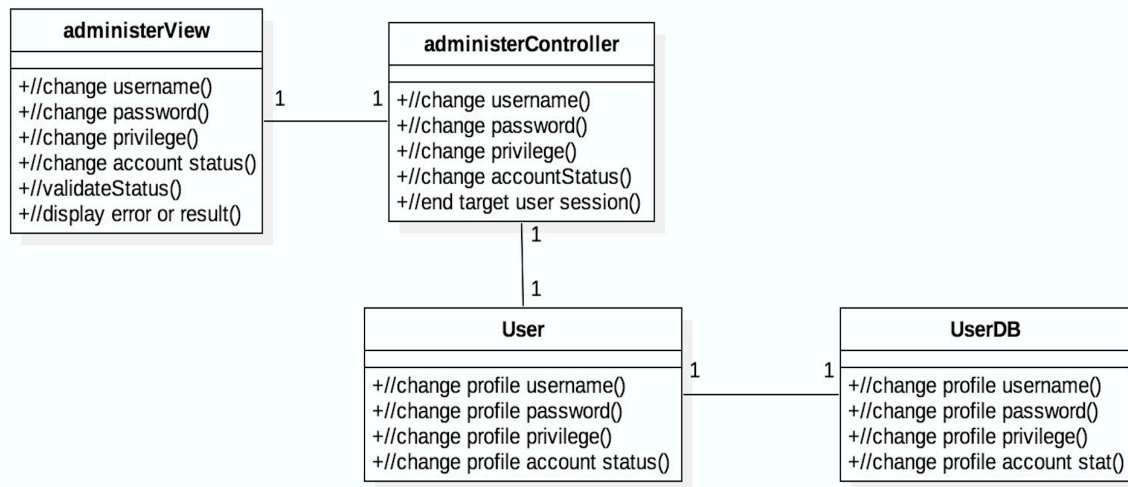 administerView
+//change username()
+//change password()
+//change privilege()
+//change account status()
+//validateStatus()
+//display error or result()
1
1
administerController
+//change username()
+//change password()
+//change privilege()
+//change accountStatus()
+//end target user session()
1
1
User
+//change profile username()
+//change profile password()
+//change profile privilege()
+//change profile account status()
1
1
UserDB
+//change profile username()
+//change profile password()
+//change profile privilege()
+//change profile account stat()